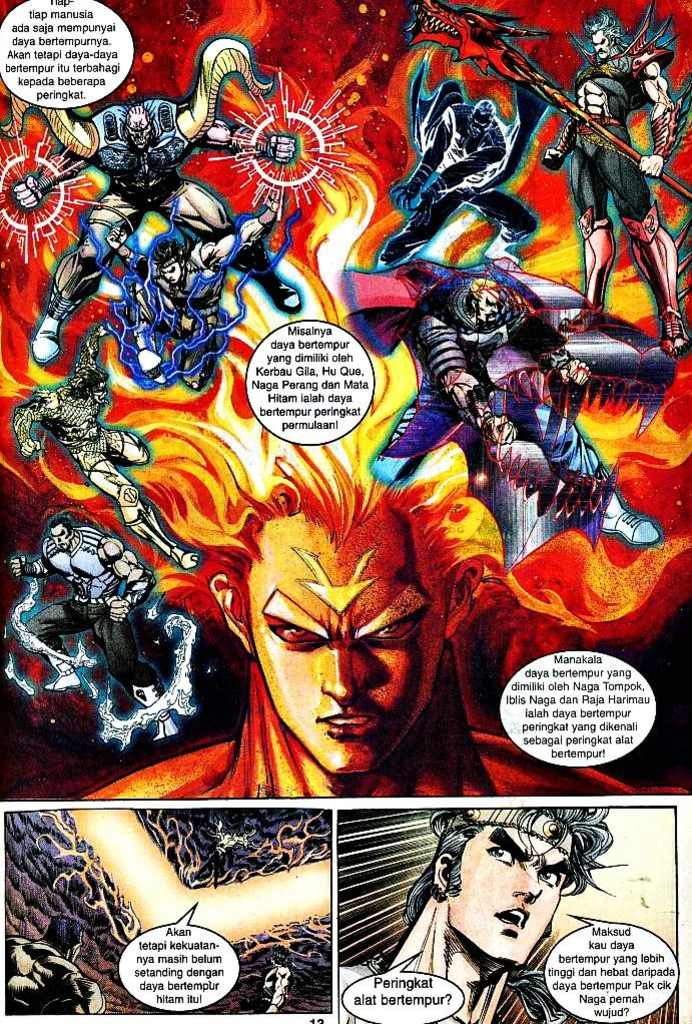 Tiap-
tiap manusia
ada saja mempunyai
daya bertempurnya.
Akan tetapi daya-daya
bertempur itu terbahagi
kepada beberapa
peringkat.
Misalnya
daya bertempur
yang dimiliki oleh
Kerbau Gila, Hu Que,
Naga Perang dan Mata
Hitam ialah daya
bertempur peringkat
permulaan!
Manakala
daya bertempur yang
dimiliki oleh Naga Tompok,
Iblis Naga dan Raja Harimau
ialah daya bertempur
peringkat yang dikenali
sebagai peringkat alat
bertempur!
Akan
tetapi kekuatan-
nya masih belum
setanding dengan
daya bertempur
hitam itu!
Peringkat
alat bertempur?
Maksud
kau daya
bertempur yang lebih
tinggi dan hebat daripada
daya bertempur Pak cik
Naga pernah
wujud?